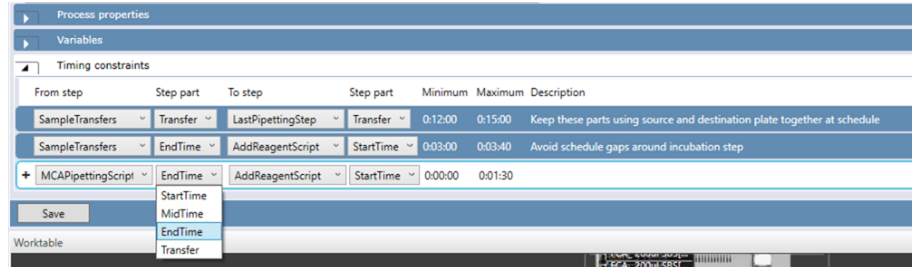 Process properties
Variables
Timing constraints
From step Step part To step Step part Minimum Maximum Description
SampleTransfers Transfer LastPipettingStep Transfer 0:12:00 0:15:00 Keep these parts using source and destination plate together at schedule
SampleTransfers EndTime AddReagentScript StartTime 0:03:00 0:03:40 Avoid schedule gaps around incubation step
+ MCAPipettingScript EndTime AddReagentScript StartTime 0:00:00 0:01:30
StartTime
MidTime
Save
EndTime
Transfer
Worktable